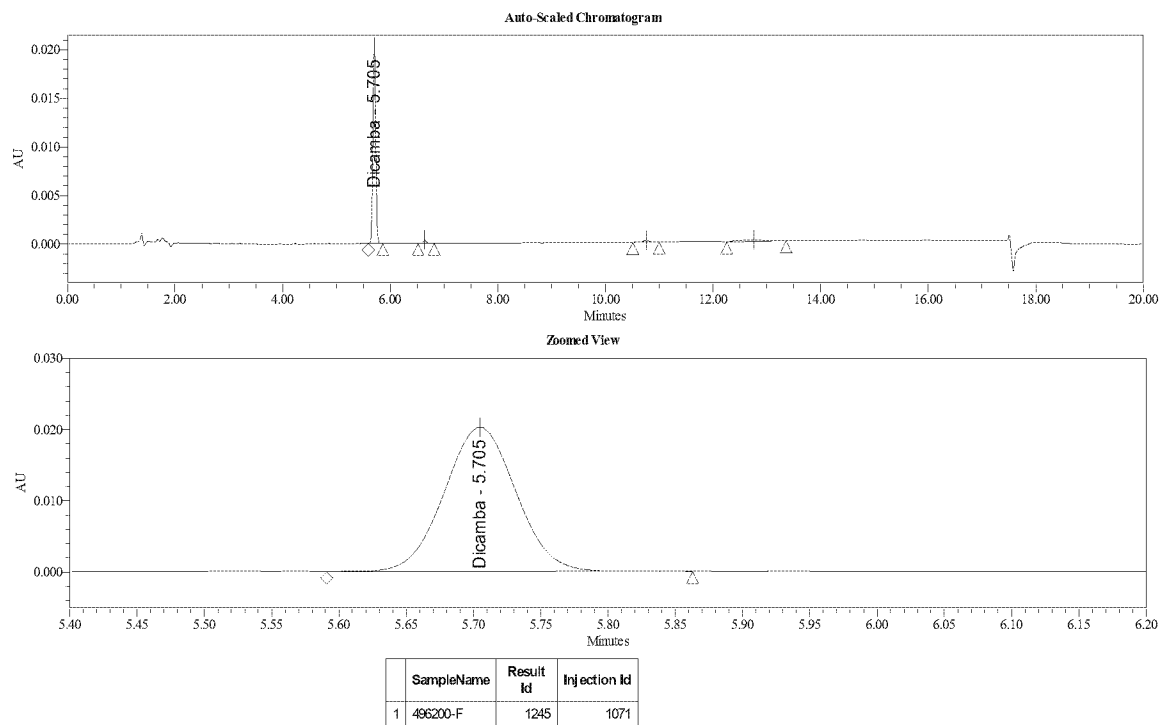 Auto-Scaled Chromatogram
0.020
0.015
0.010
0.005
0.000
AU
Dicamba - 5.705
0.00 2.00 4.00 6.00 8.00 10.00 12.00 14.00 16.00 18.00 20.00
Minutes
Zoomed View
0.030
0.020
0.010
0.000
AU
Dicamba - 5.705
5.40 5.45 5.50 5.55 5.60 5.65 5.70 5.75 5.80 5.85 5.90 5.95 6.00 6.05 6.10 6.15 6.20
Minutes
SampleName Result Id Injection Id
1 496200-F 1245 1071